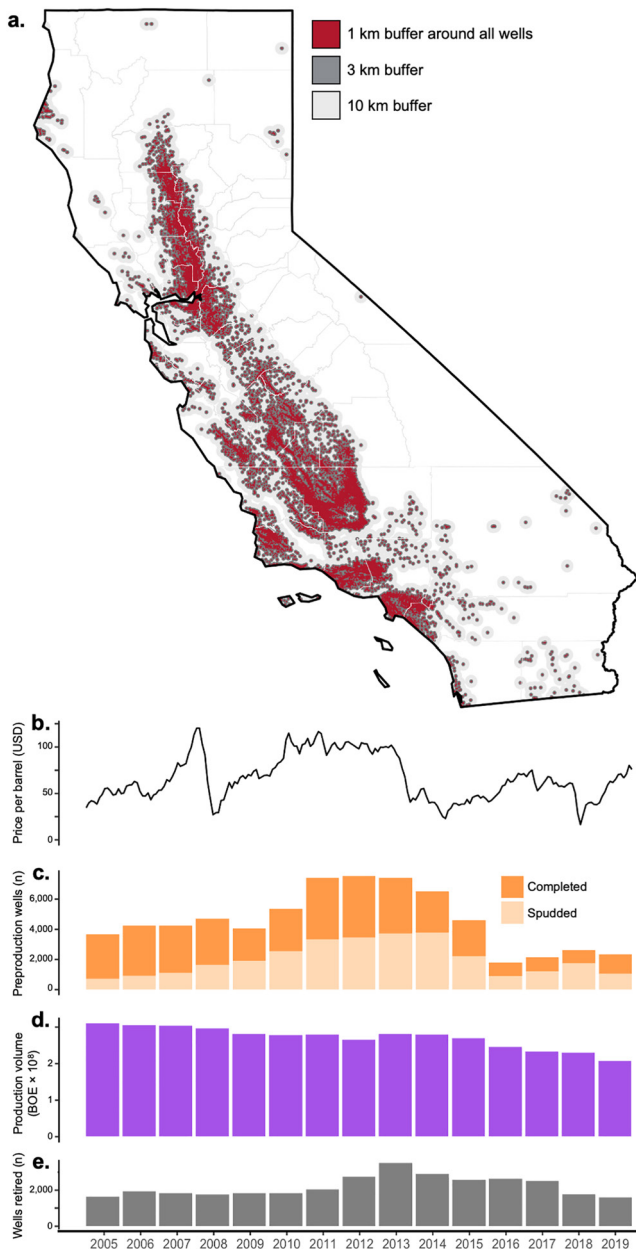 a.
1 km buffer around all wells
3 km buffer
10 km buffer
b.
Price per barrel (USD)
100
50
0
c.
Preproduction wells (n)
6,000
4,000
2,000
0
Completed
Spudded
d.
Production volume
(BOE × 10⁸)
2
1
0
e.
Wells retired (n)
2,000
0
2005 2006 2007 2008 2009 2010 2011 2012 2013 2014 2015 2016 2017 2018 2019